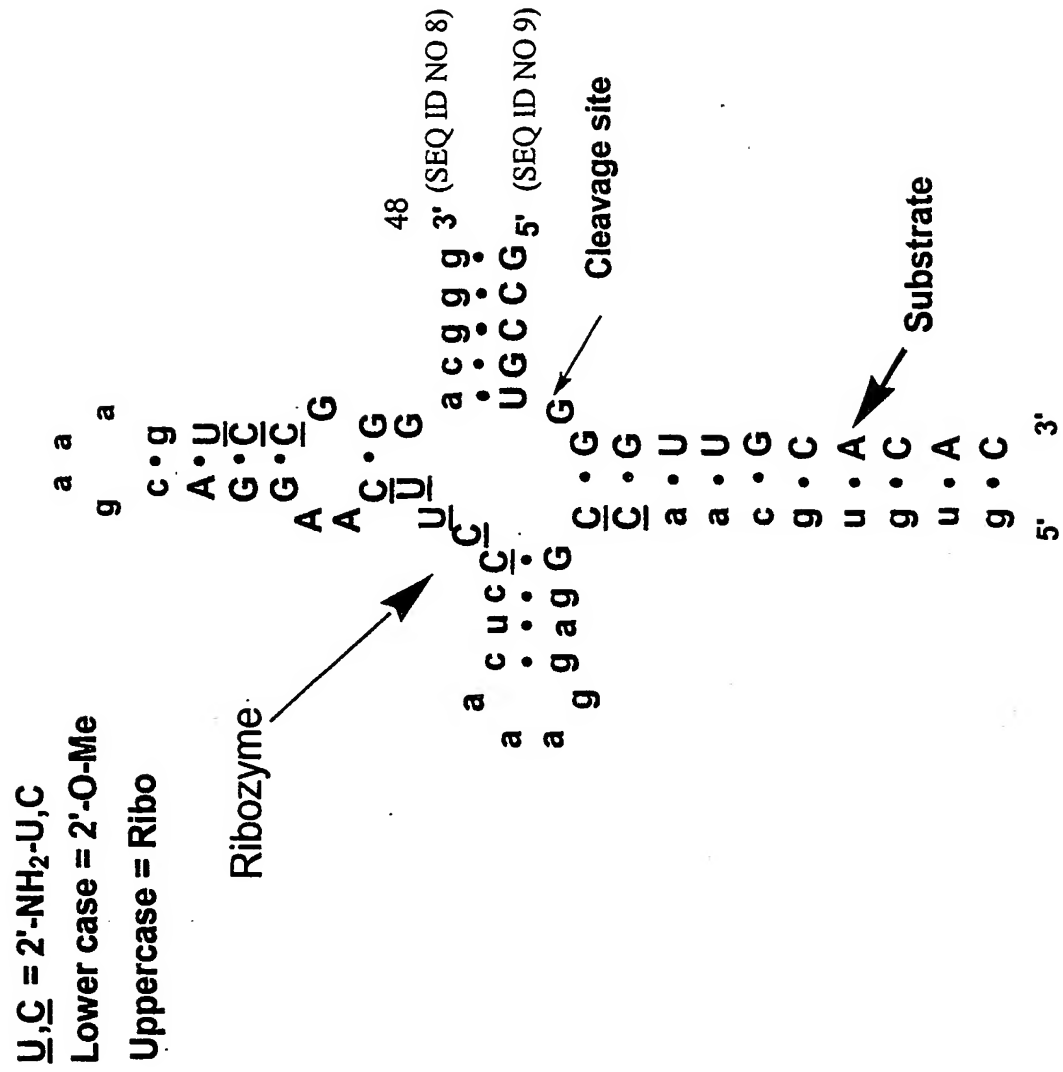 U,C = 2'-NH₂-U,C
Lower case = 2'-O-Me
Uppercase = Ribo
Ribozyme
a a
g a
c • g
A • U
G • C
G • C
A G
A
C • G
U G
U
C
48
a c g g g 3' (SEQ ID NO 8)
• • • • •
U G C C G 5' (SEQ ID NO 9)
a c u c C
a • • • •
a
g g a g G
G
Cleavage site
C • G
C • G
a • U
a • U
c • G
g • C
u • A
g • C
u • A
g • C
5' 3'
Substrate